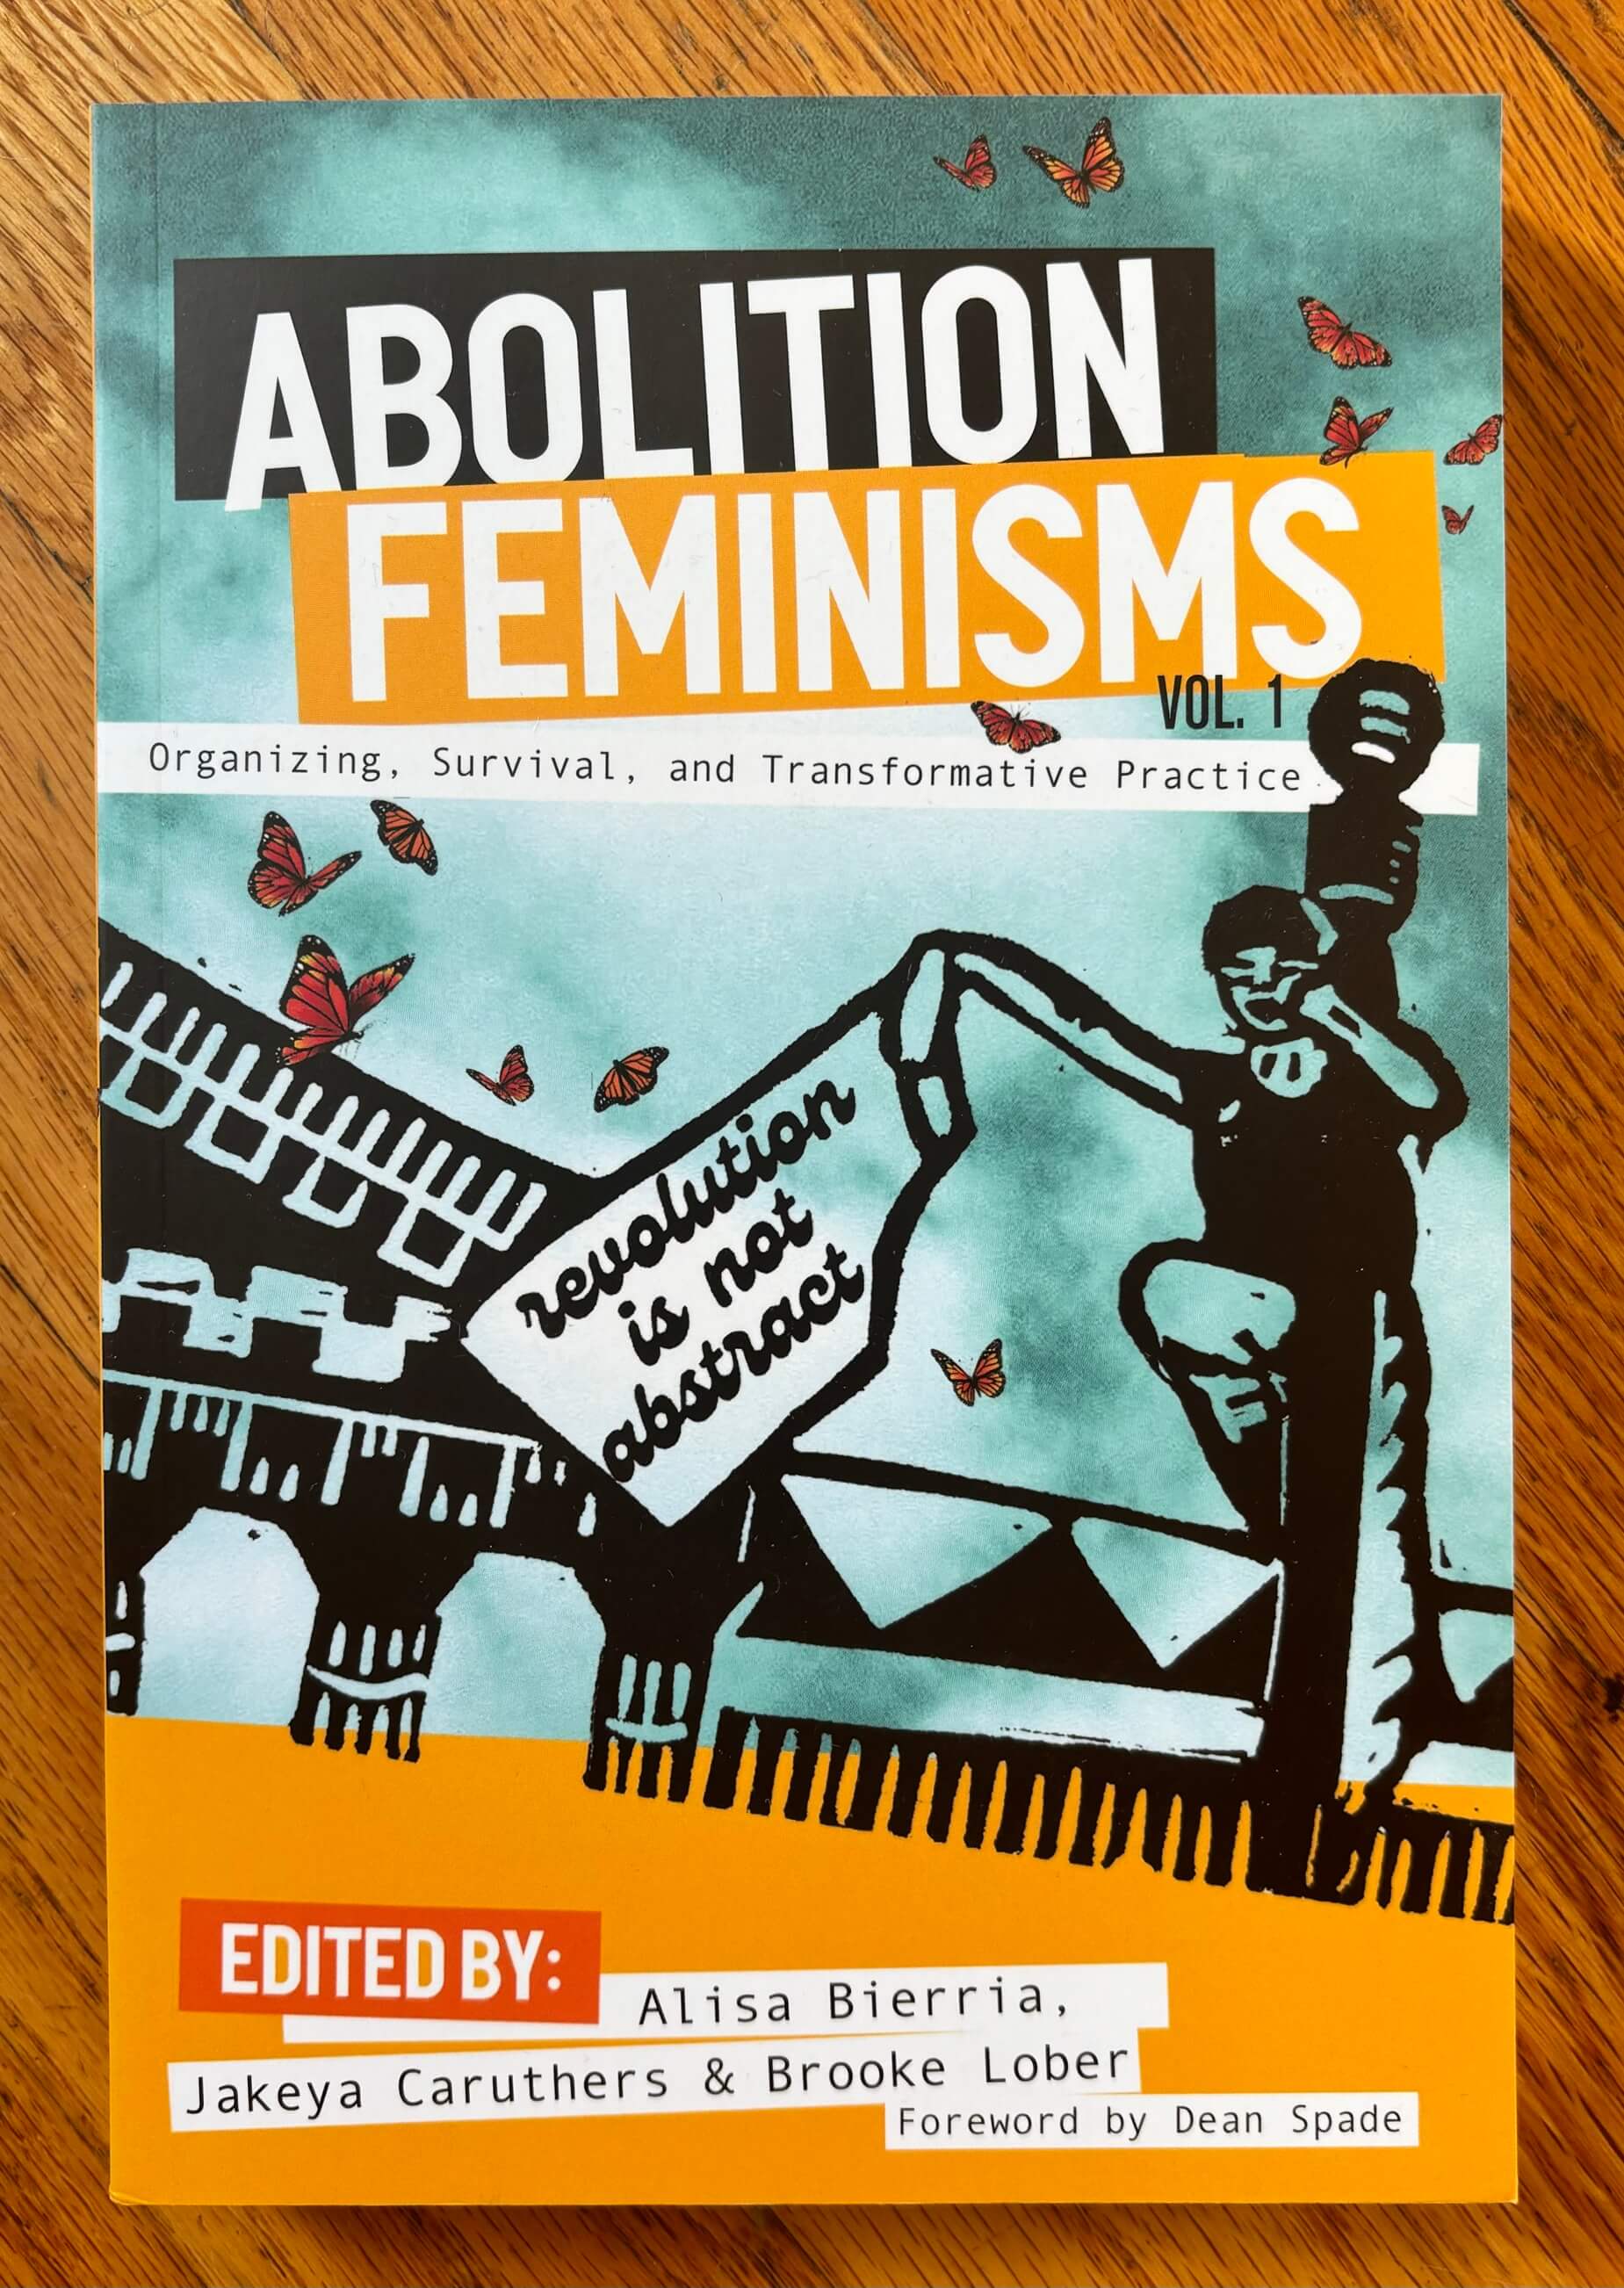 ABOLITION
FEMINISMS
VOL. 1
Organizing, Survival, and Transformative Practice
revolution
is not
abstract
EDITED BY:
Alisa Bierria,
Jakeya Caruthers & Brooke Lober
Foreword by Dean Spade